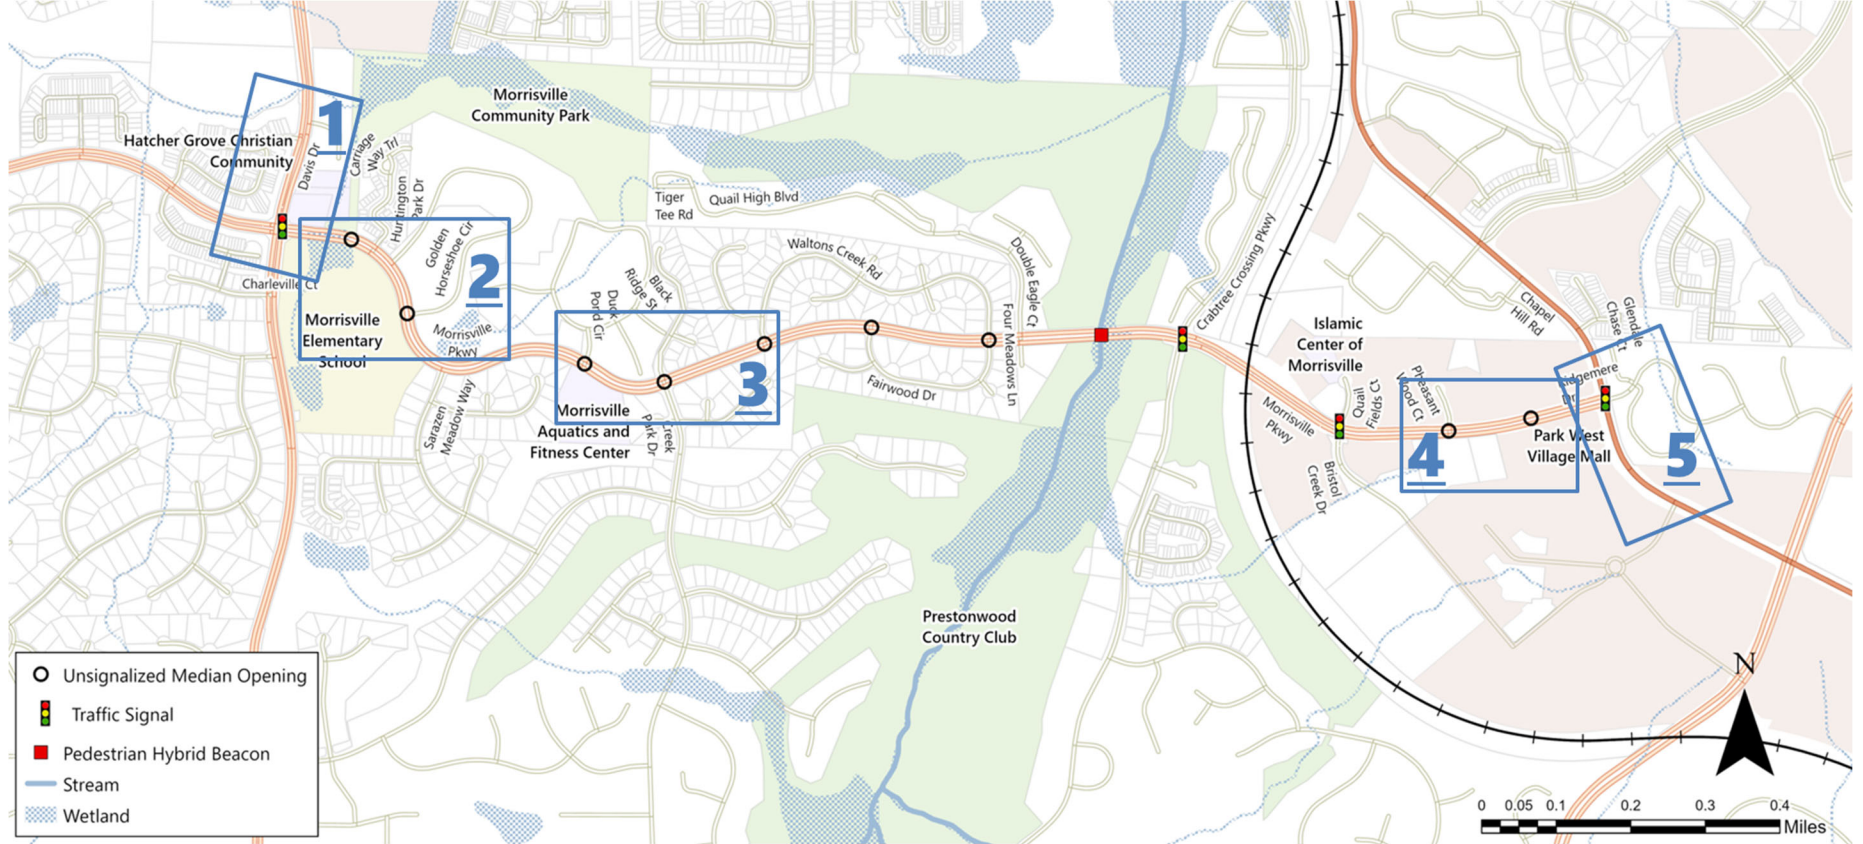 Morrisville
Community Park
1
Hatcher Grove Christian
Community
Davis Dr
Carriage
Way Trl
Huntington
Park Dr
Golden
Horseshoe Cir
2
Charleville Ct
Morrisville
Elementary
School
Morrisville
Pkwy
Sarazen
Meadow Way
Tiger
Tee Rd
Quail High Blvd
Waltons Creek Rd
Double Eagle Ct
Black
Ridge St
Duck
Pond Cir
3
Morrisville
Aquatics and
Fitness Center
Creek
Park Dr
Fairwood Dr
Four Meadows Ln
Crabtree Crossing Pkwy
Islamic
Center of
Morrisville
Morrisville
Pkwy
Quail
Fields Ct
Pheasant
Wood Ct
Bristol
Creek Dr
4
Chapel
Hill Rd
Glendale
Chase Ct
Ridgemere
Dr
Park West
Village Mall
5
Prestonwood
Country Club
Unsignalized Median Opening
Traffic Signal
Pedestrian Hybrid Beacon
Stream
Wetland
N
0 0.05 0.1 0.2 0.3 0.4
Miles